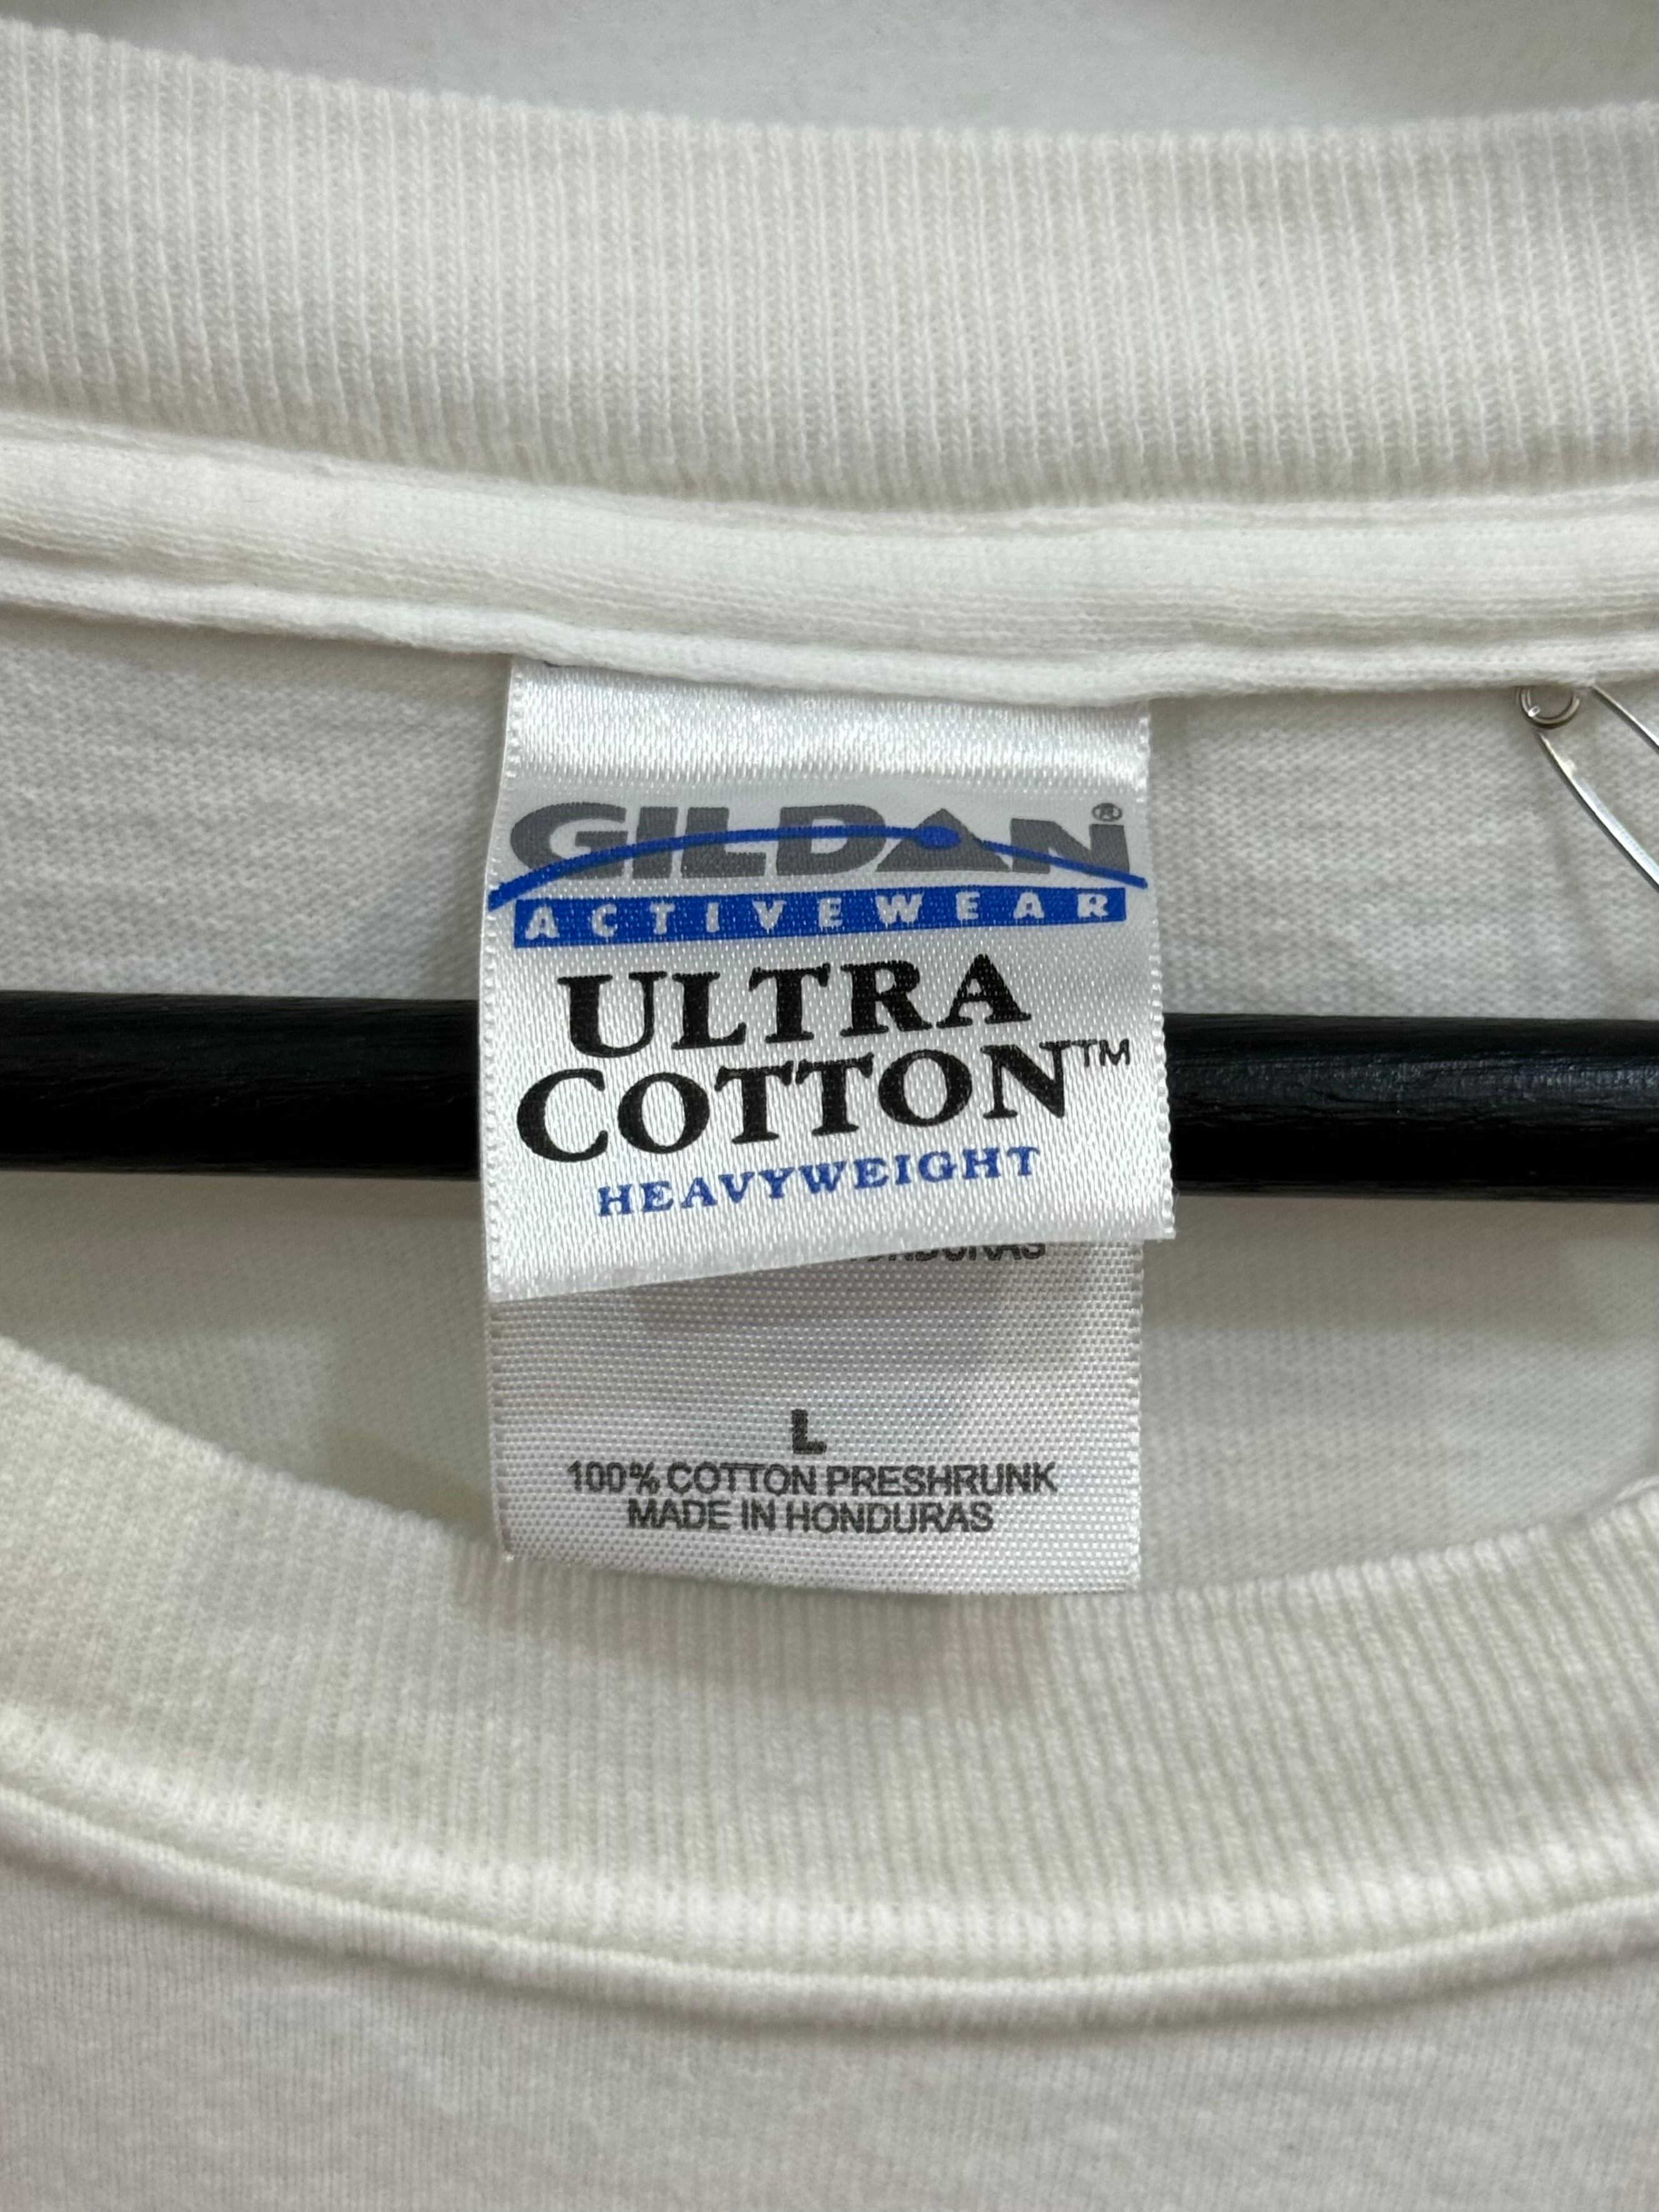 GILDAN®
ACTIVEWEAR
ULTRA
COTTON™
HEAVYWEIGHT
L
100% COTTON PRESHRUNK
MADE IN HONDURAS